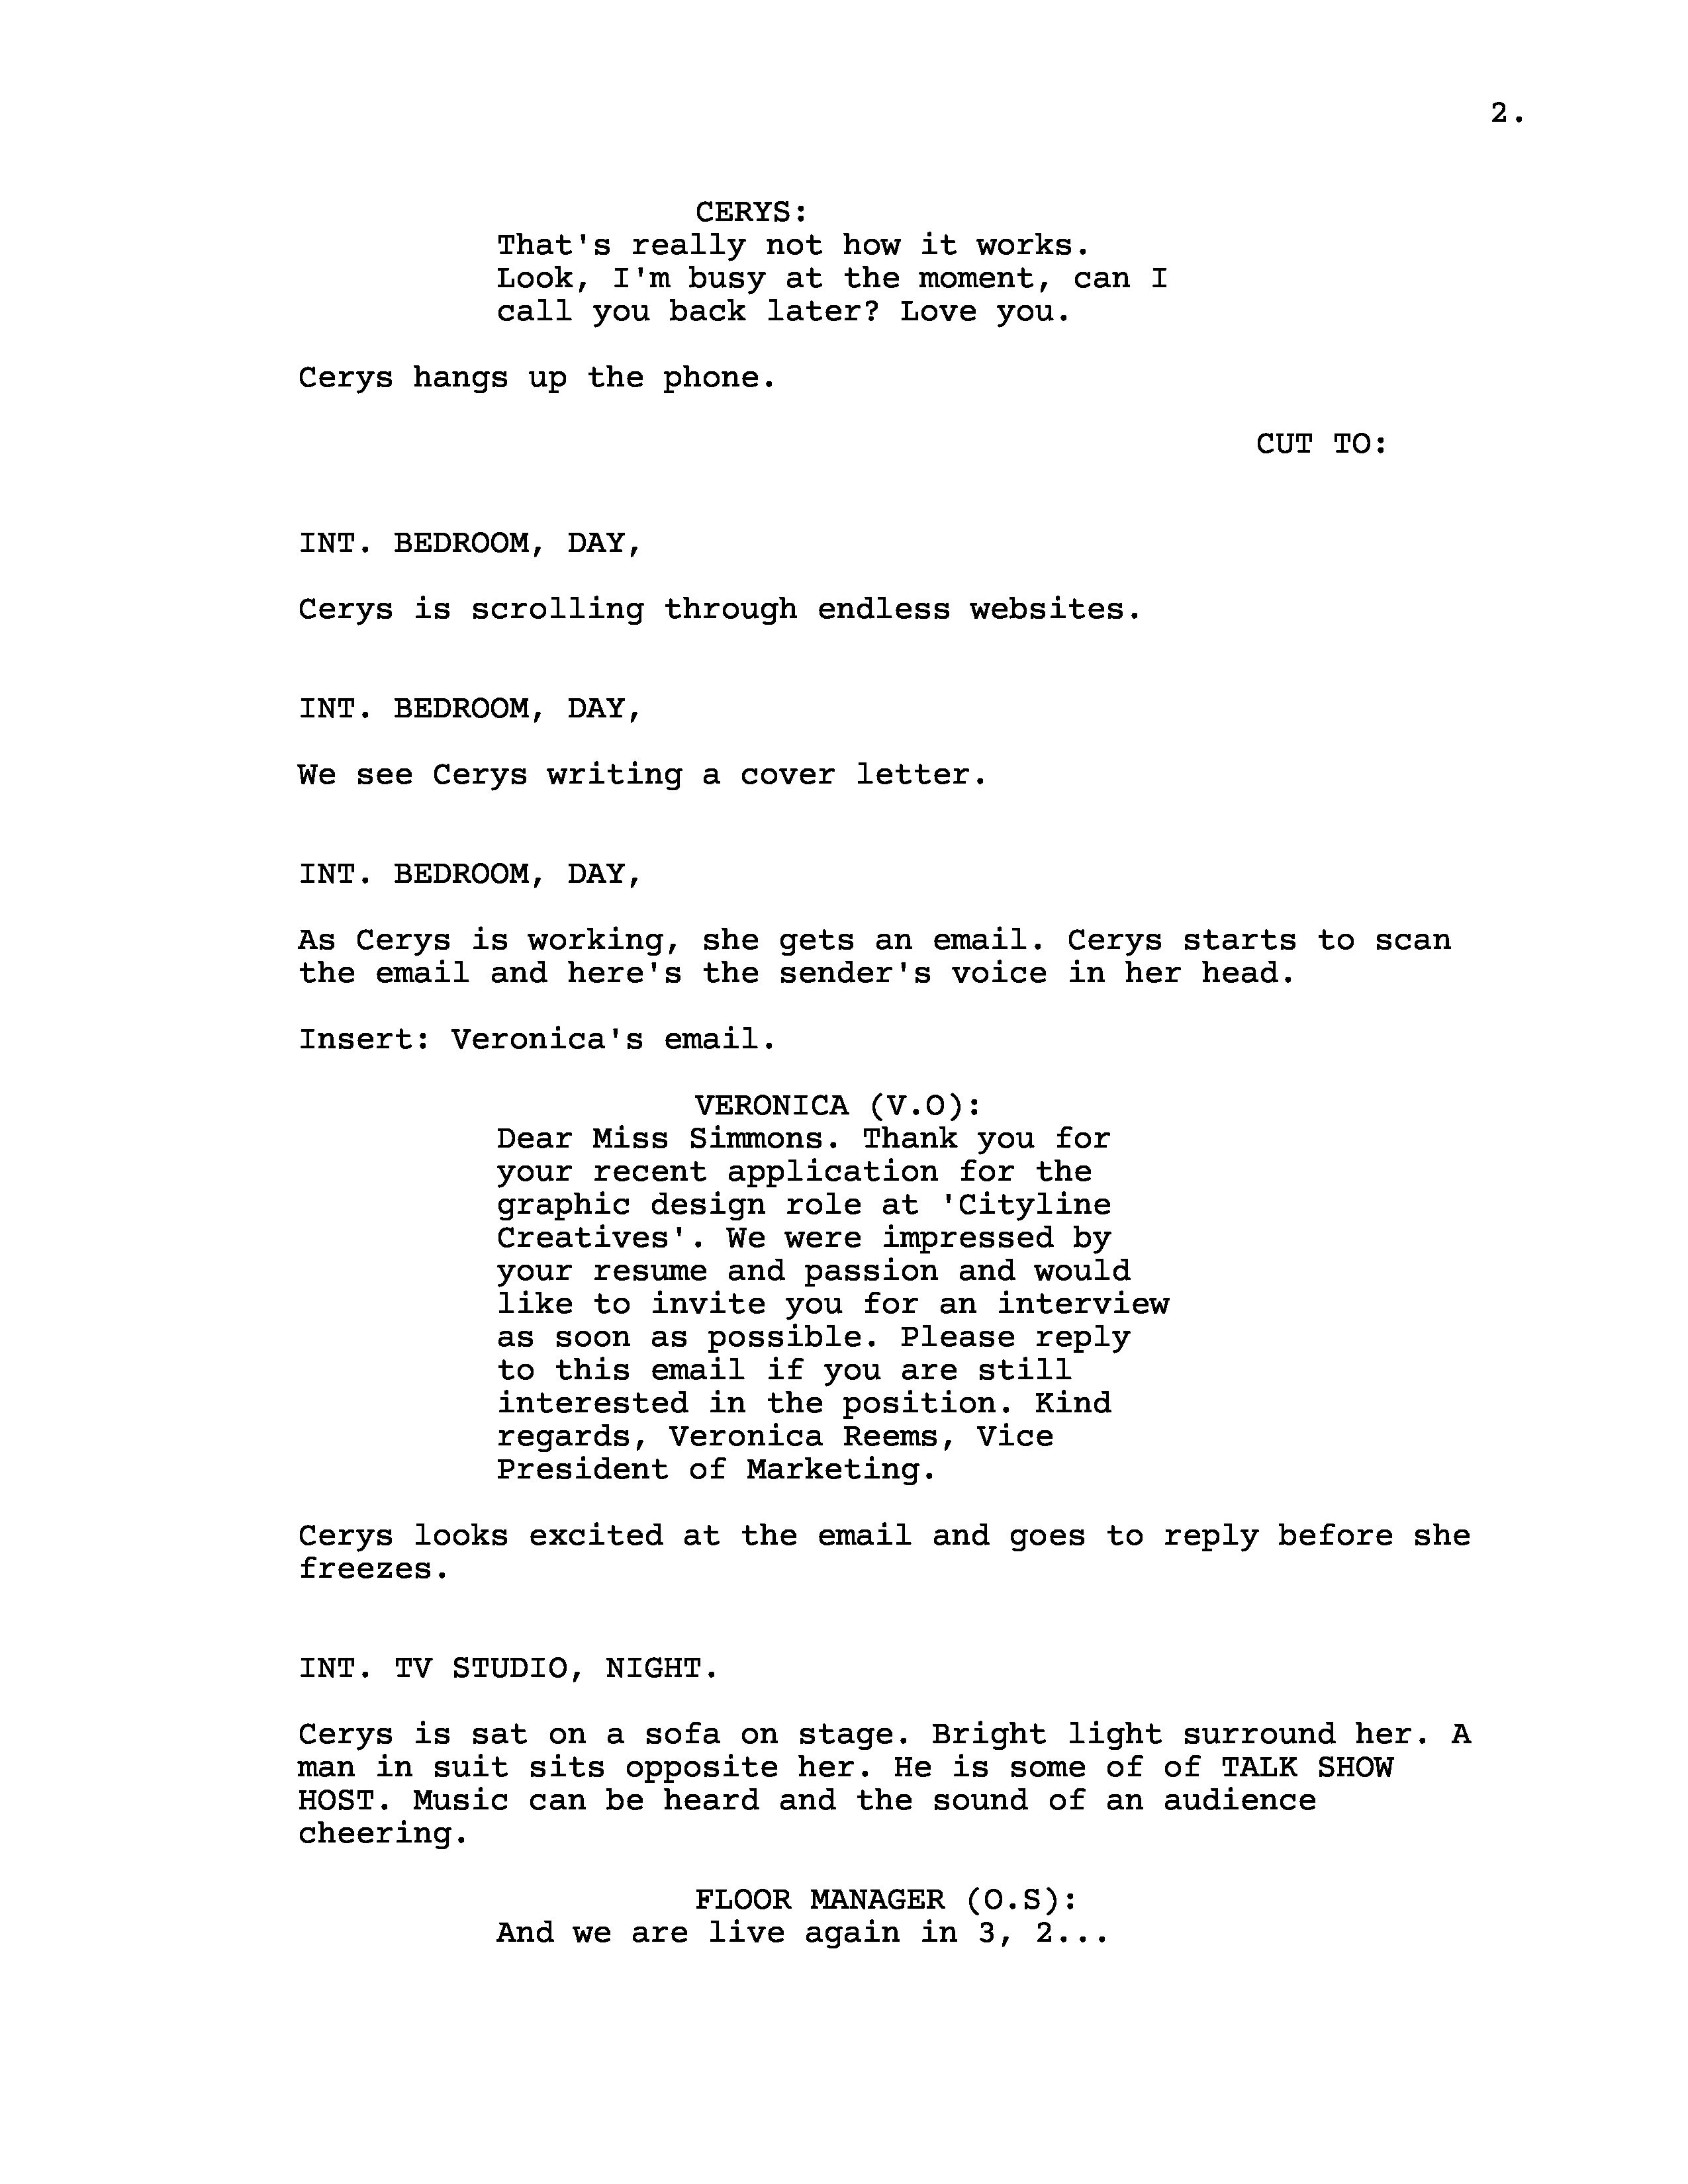 2.
CERYS:
That's really not how it works.
Look, I'm busy at the moment, can I
call you back later? Love you.
Cerys hangs up the phone.
CUT TO:
INT. BEDROOM, DAY,
Cerys is scrolling through endless websites.
INT. BEDROOM, DAY,
We see Cerys writing a cover letter.
INT. BEDROOM, DAY,
As Cerys is working, she gets an email. Cerys starts to scan
the email and here's the sender's voice in her head.
Insert: Veronica's email.
VERONICA (V.O):
Dear Miss Simmons. Thank you for
your recent application for the
graphic design role at 'Cityline
Creatives'. We were impressed by
your resume and passion and would
like to invite you for an interview
as soon as possible. Please reply
to this email if you are still
interested in the position. Kind
regards, Veronica Reems, Vice
President of Marketing.
Cerys looks excited at the email and goes to reply before she
freezes.
INT. TV STUDIO, NIGHT.
Cerys is sat on a sofa on stage. Bright light surround her. A
man in suit sits opposite her. He is some of of TALK SHOW
HOST. Music can be heard and the sound of an audience
cheering.
FLOOR MANAGER (O.S):
And we are live again in 3, 2...